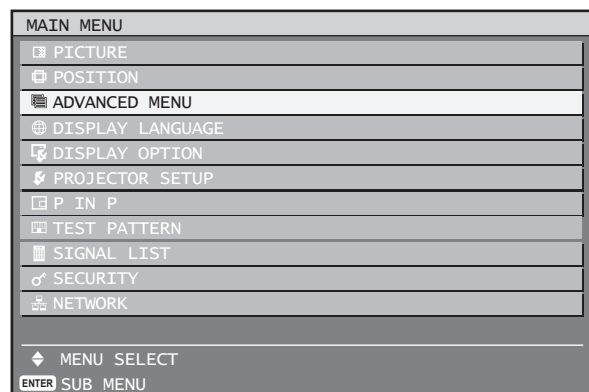 MAIN MENU
PICTURE
POSITION
ADVANCED MENU
DISPLAY LANGUAGE
DISPLAY OPTION
PROJECTOR SETUP
P IN P
TEST PATTERN
SIGNAL LIST
SECURITY
NETWORK
MENU SELECT
ENTER SUB MENU